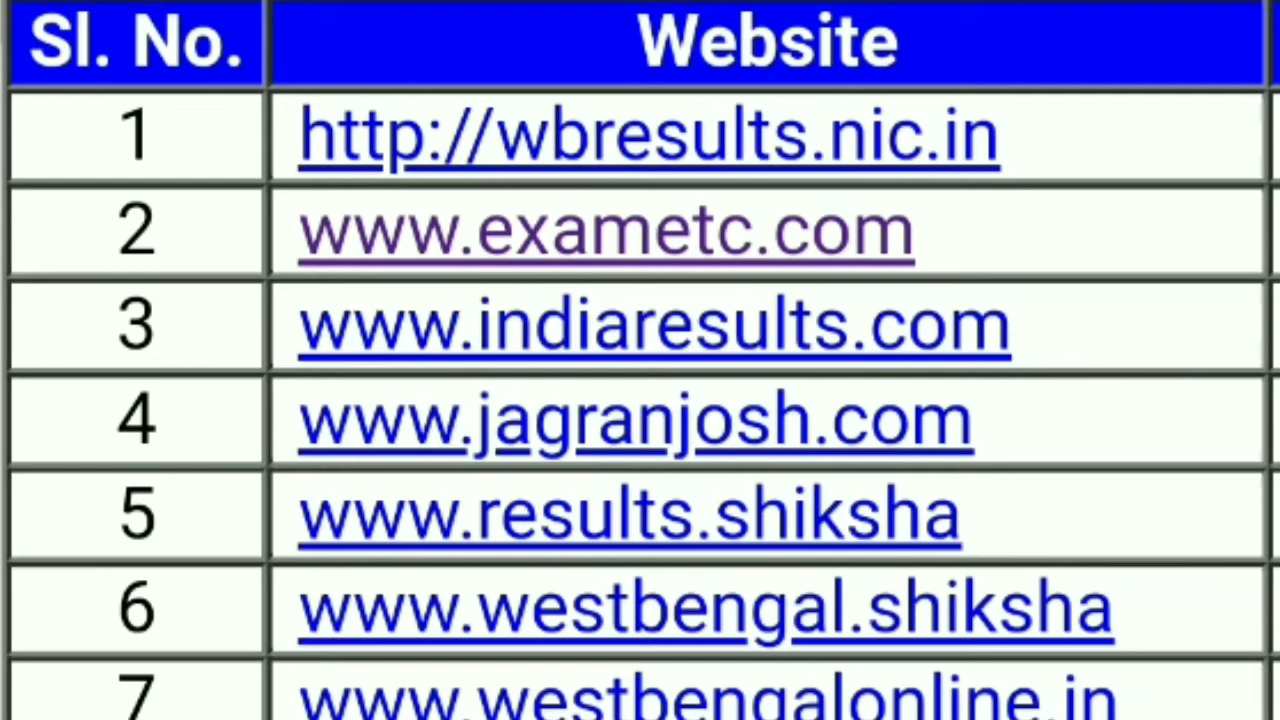 Sl. No. Website
1 http://wbresults.nic.in
2 www.exametc.com
3 www.indiaresults.com
4 www.jagranjosh.com
5 www.results.shiksha
6 www.westbengal.shiksha
7 www.westbengalonline.in